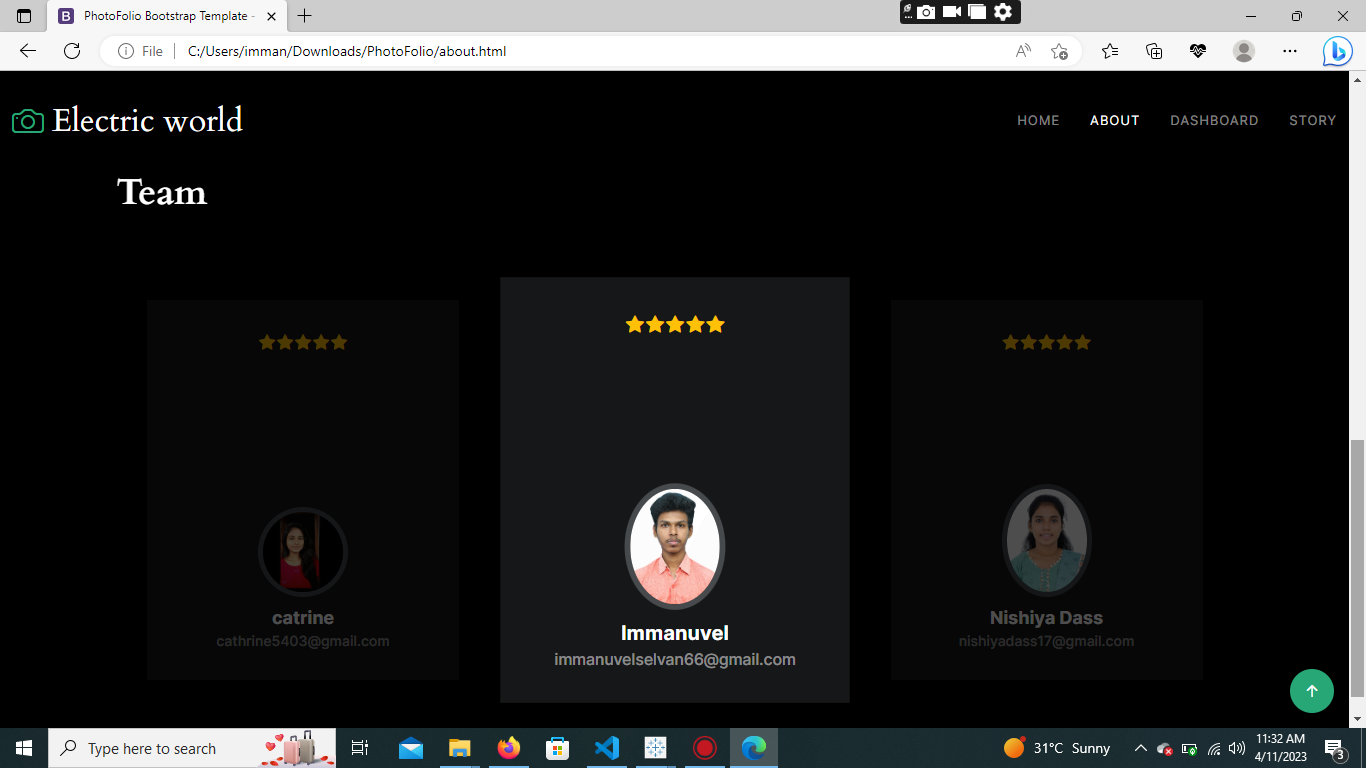 PhotoFolio Bootstrap Template -
File
C:/Users/imman/Downloads/PhotoFolio/about.html
Electric world
HOME ABOUT DASHBOARD STORY
Team
catrine
cathrine5403@gmail.com
Immanuvel
immanuvelselvan66@gmail.com
Nishiya Dass
nishiyadass17@gmail.com
Type here to search
31°C Sunny
11:32 AM
4/11/2023
3